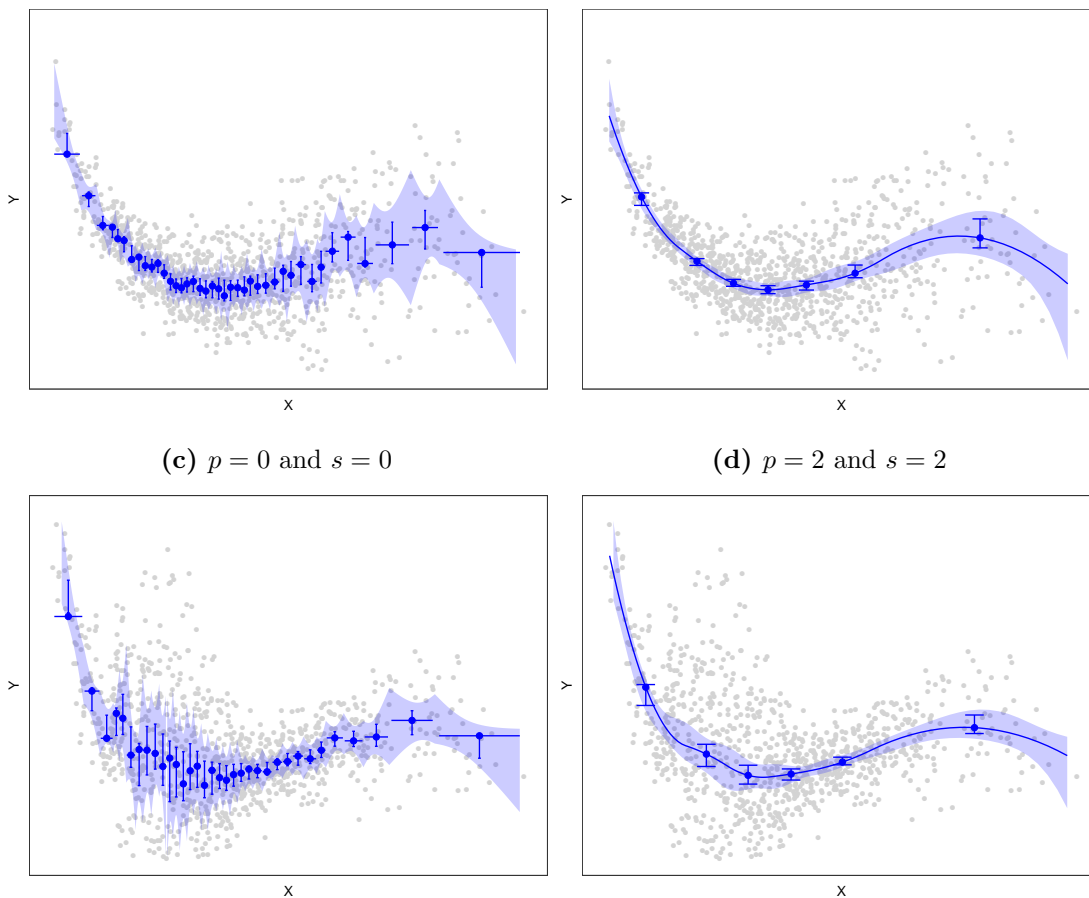 Y
X
Y
X
(c) p = 0 and s = 0
(d) p = 2 and s = 2
Y
X
Y
X